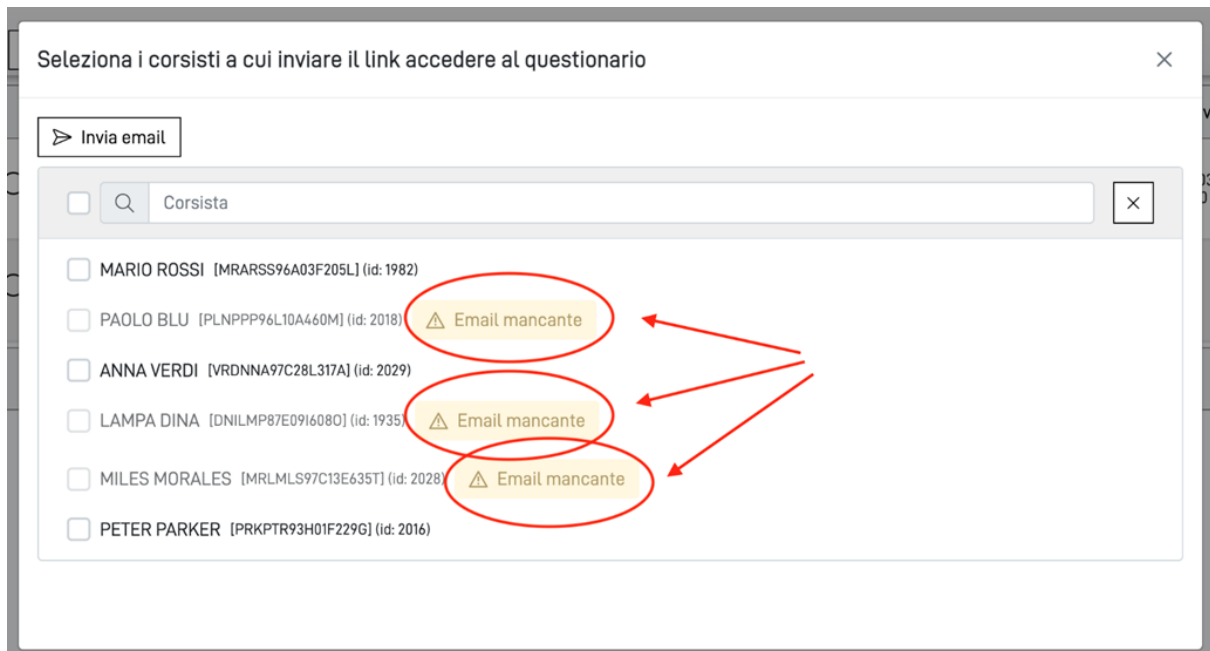 Seleziona i corsisti a cui inviare il link accedere al questionario
Invia email
Corsista
MARIO ROSSI [MRARSS96A03F205L] (id: 1982)
PAOLO BLU [PLNPPP96L10A460M] (id: 2018) Email mancante
ANNA VERDI [VRDNNA97C28L317A] (id: 2029)
LAMPA DINA [DNILMP87E09I608O] (id: 1935) Email mancante
MILES MORALES [MRLMLS97C13E635T] (id: 2028) Email mancante
PETER PARKER [PRKPTR93H01F229G] (id: 2016)